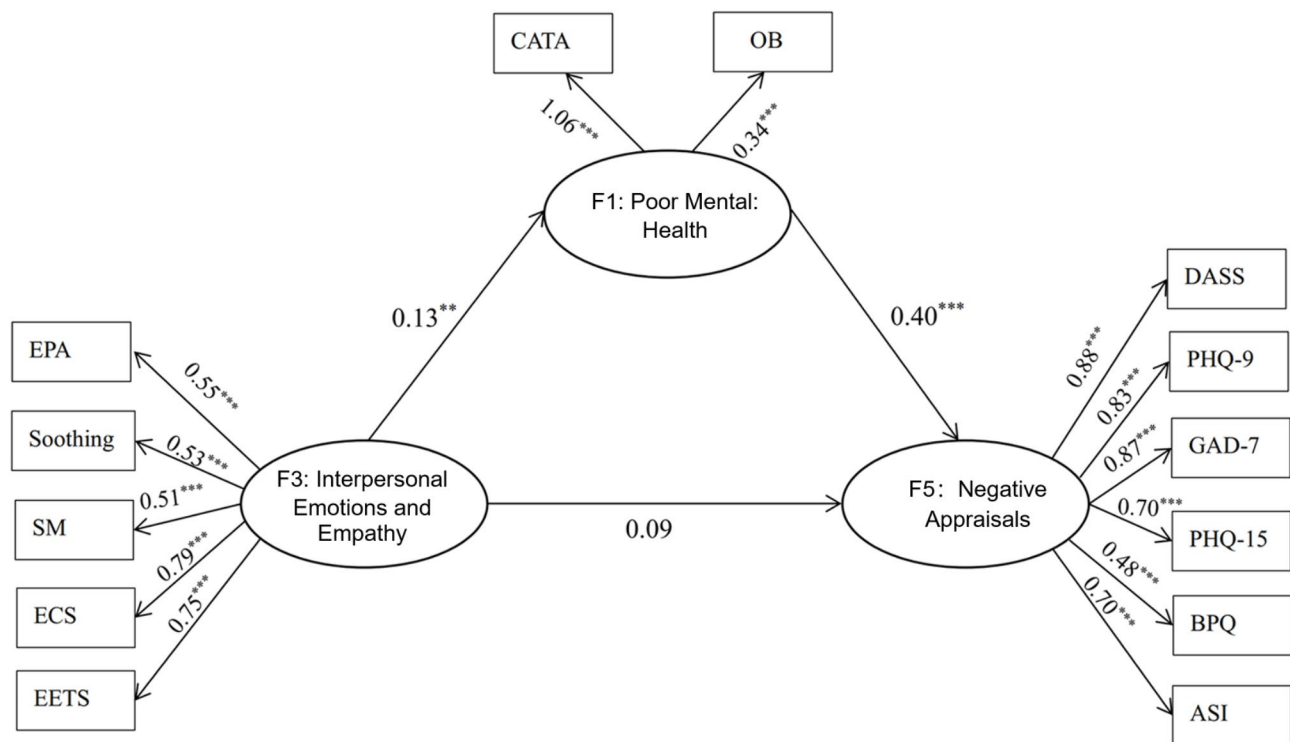 CATA
OB
1.06***
0.34***
F1: Poor Mental:
Health
0.13**
0.40***
EPA
Soothing
SM
ECS
EETS
0.55***
0.53***
0.51***
0.79***
0.75***
F3: Interpersonal
Emotions and
Empathy
0.09
F5: Negative
Appraisals
0.88***
0.83***
0.87***
0.70***
0.48***
0.70***
DASS
PHQ-9
GAD-7
PHQ-15
BPQ
ASI